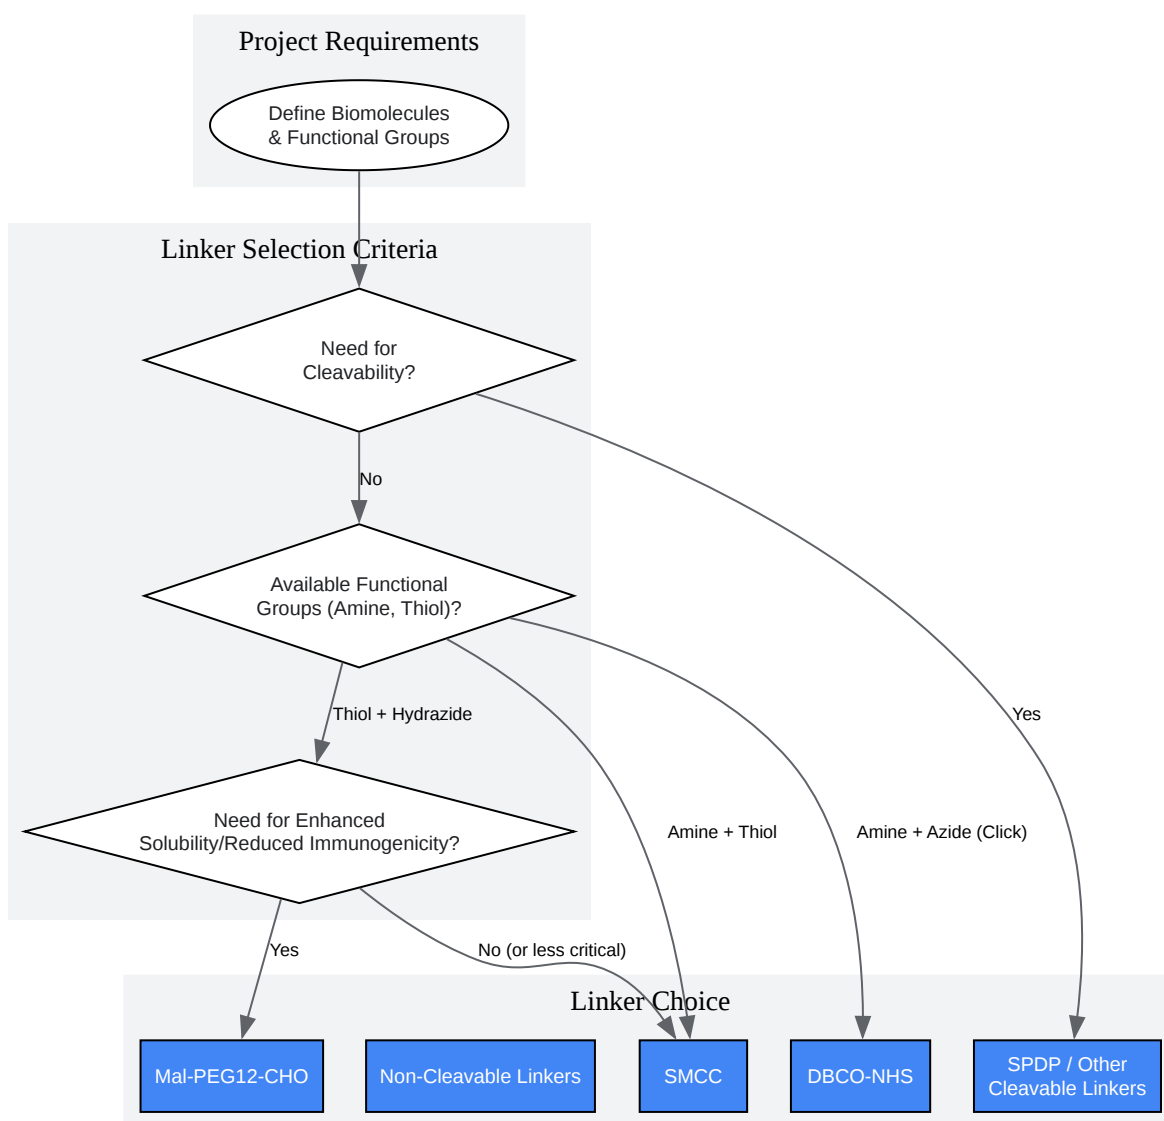 Project Requirements
Define Biomolecules
& Functional Groups
Linker Selection Criteria
Need for
Cleavability?
No
Available Functional
Groups (Amine, Thiol)?
Thiol + Hydrazide
Yes
Need for Enhanced
Solubility/Reduced Immunogenicity?
Amine + Thiol
Amine + Azide (Click)
Yes
No (or less critical)
Linker Choice
Mal-PEG12-CHO
Non-Cleavable Linkers
SMCC
DBCO-NHS
SPDP / Other
Cleavable Linkers